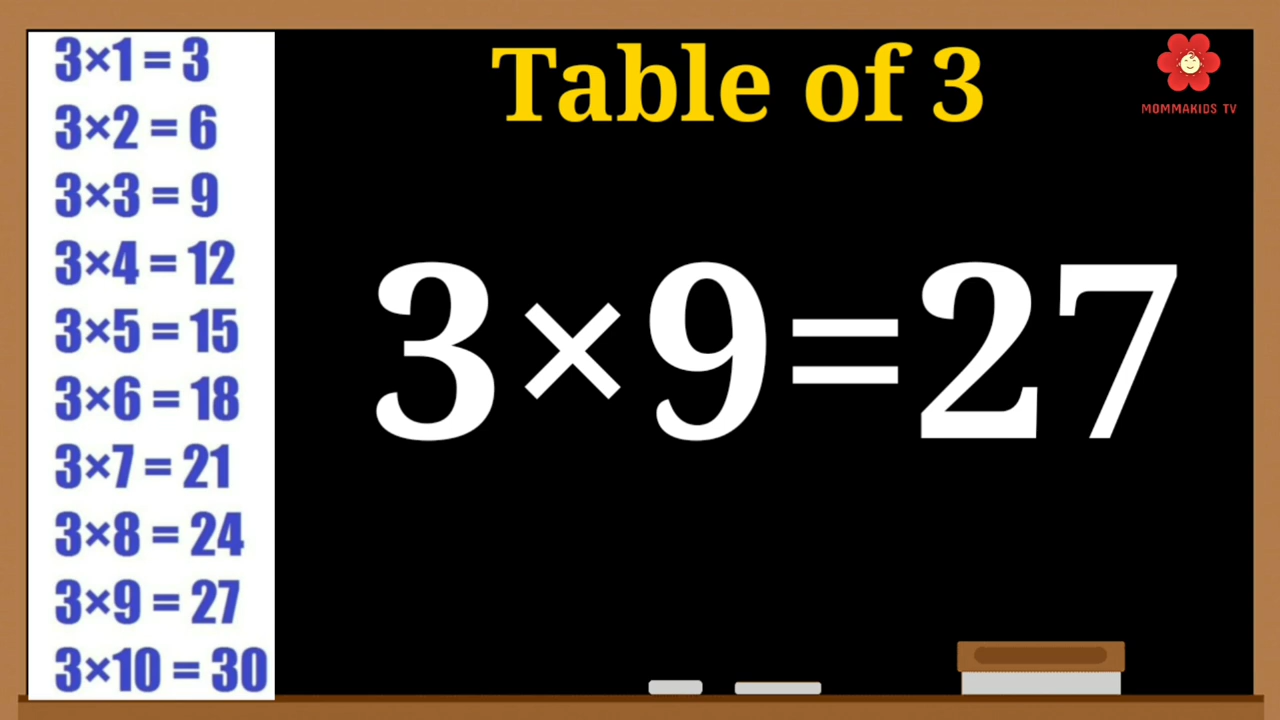 3×1 = 3
3×2 = 6
3×3 = 9
3×4 = 12
3×5 = 15
3×6 = 18
3×7 = 21
3×8 = 24
3×9 = 27
3×10 = 30
Table of 3
MOMMAKIDS TV
3×9=27